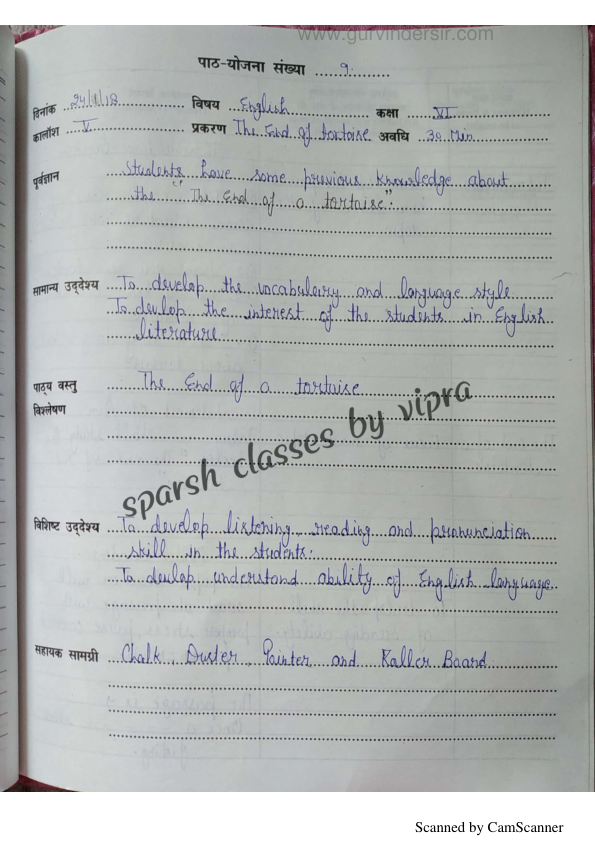 www.gurvindersir.com
पाठ-योजना संख्या ......9..........
दिनांक ..24/1/18.. विषय ..English.. कक्षा ..VI..
कालांश ..V.. प्रकरण The End of tortoise अवधि ..30 Min
पूर्वज्ञान Students have some previous knowledge about
the "The End of a tortoise."
सामान्य उद्देश्य To develop the vocabulary and language style
To devlop the interest of the students in English
literature
पाठ्य वस्तु The End of a tortoise
विश्लेषण
sparsh classes by vipra
विशिष्ट उद्देश्य To develop listening, reading and pronunciation
skill in the students.
To devlop understand ability of English language
सहायक सामग्री Chalk, Duster, Pointer and Roller Board
Scanned by CamScanner